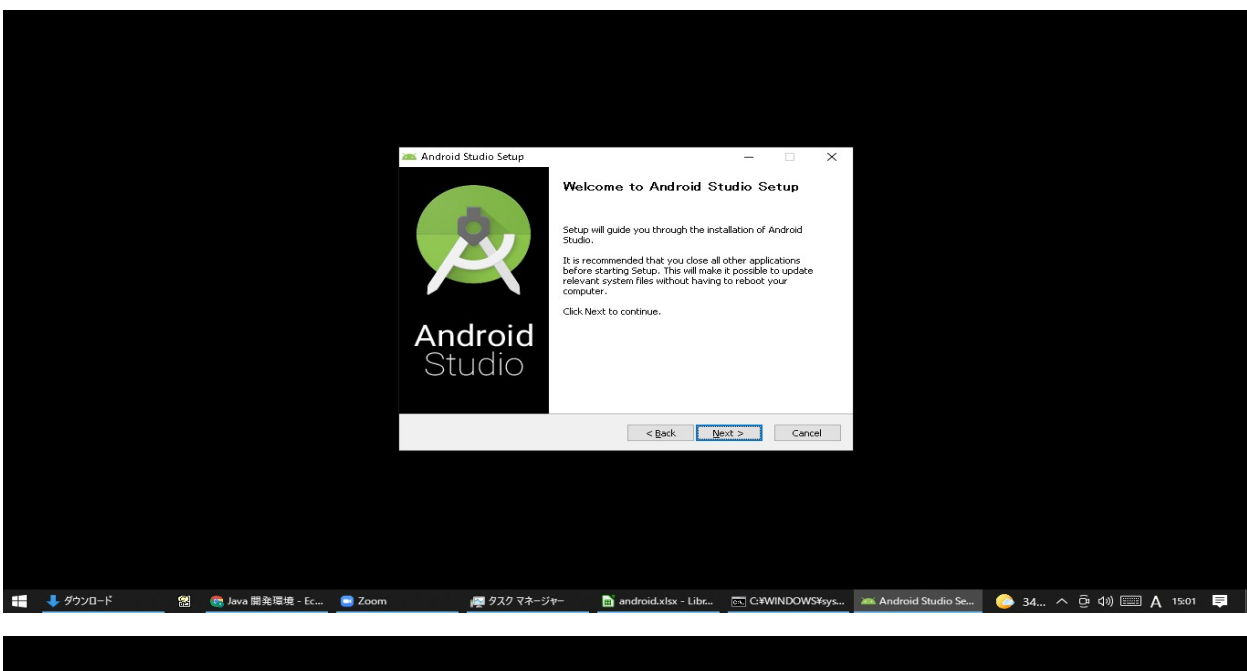 Android Studio Setup
Welcome to Android Studio Setup
Setup will guide you through the installation of Android
Studio.
It is recommended that you close all other applications
before starting Setup. This will make it possible to update
relevant system files without having to reboot your
computer.
Click Next to continue.
Android
Studio
< Back
Next >
Cancel
ダウンロード
Java 開発環境 - Ec...
Zoom
タスク マネージャー
android.xlsx - Libr...
C:¥WINDOWS¥sys...
Android Studio Se...
34...
A
15:01